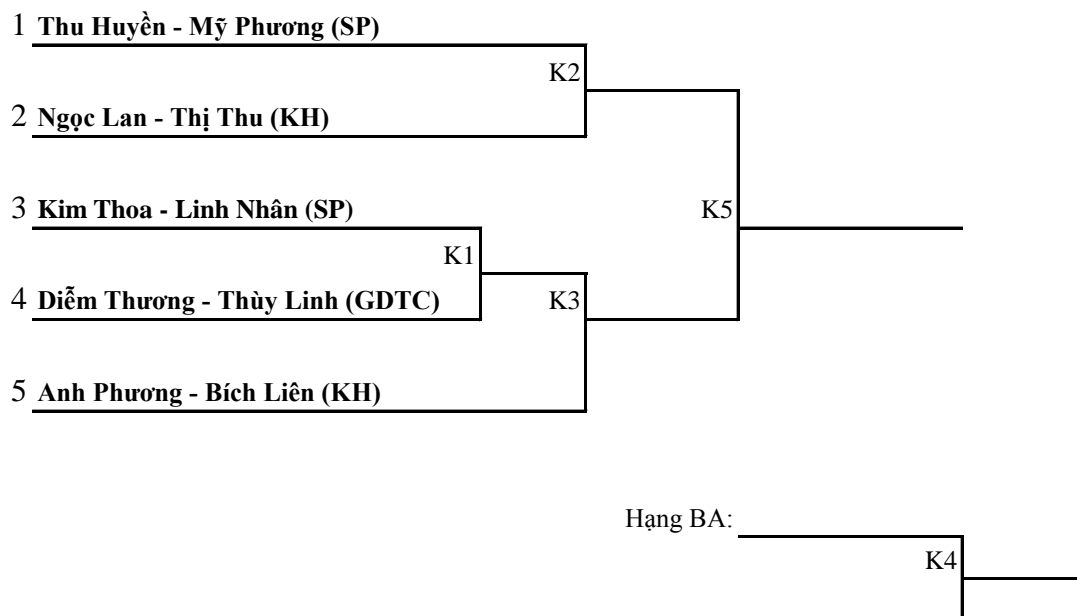 1 Thu Huyền - Mỹ Phương (SP)
K2
2 Ngọc Lan - Thị Thu (KH)
3 Kim Thoa - Linh Nhân (SP)
K5
K1
4 Diễm Thương - Thùy Linh (GDTC)
K3
5 Anh Phương - Bích Liên (KH)
Hạng BA:
K4